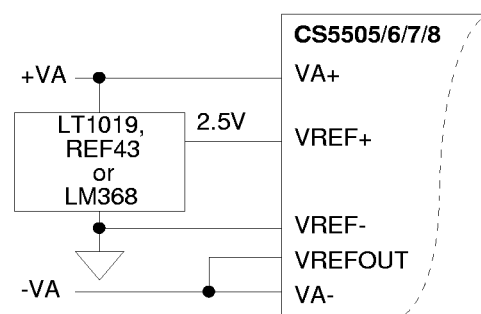 CS5505/6/7/8
+VA
VA+
LT1019,
REF43
or
LM368
2.5V
VREF+
VREF-
VREFOUT
-VA
VA-